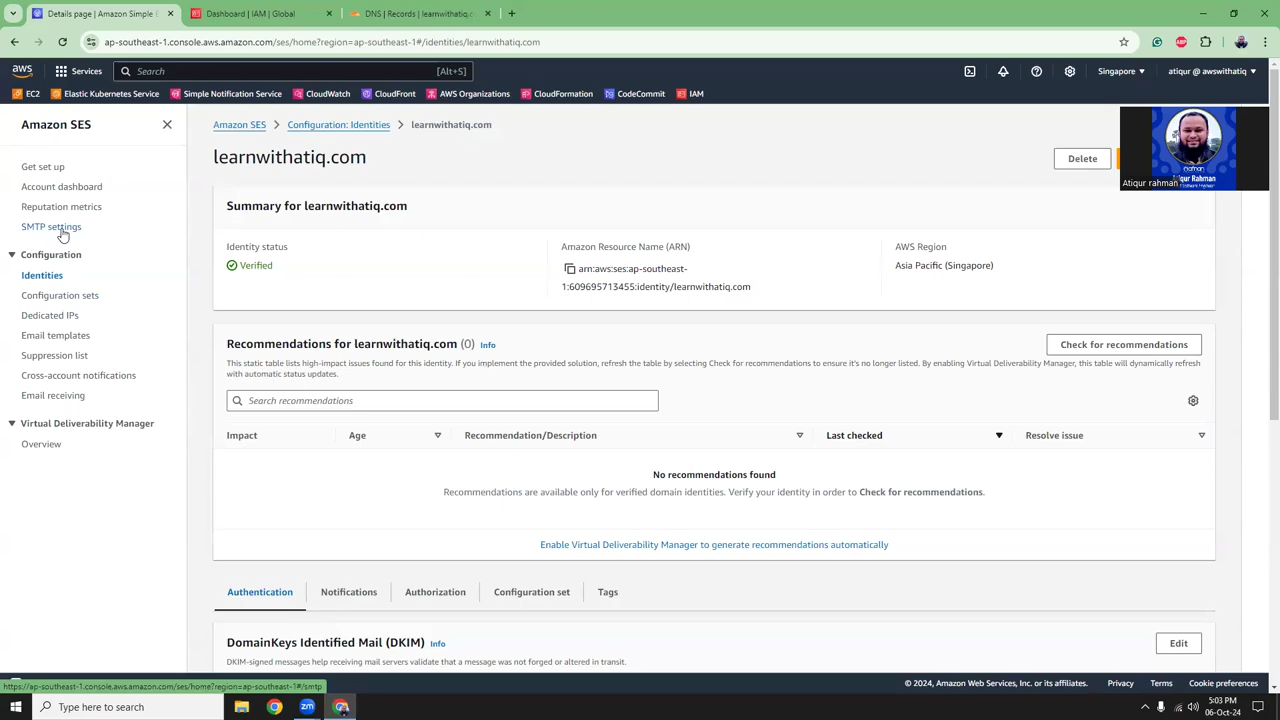 Details page | Amazon Simple E
Dashboard | IAM | Global
DNS | Records | learnwithatiq.c
ap-southeast-1.console.aws.amazon.com/ses/home?region=ap-southeast-1#/identities/learnwithatiq.com
aws
Services
Search
[Alt+S]
Singapore
atiqur @ awswithatiq
EC2
Elastic Kubernetes Service
Simple Notification Service
CloudWatch
CloudFront
AWS Organizations
CloudFormation
CodeCommit
IAM
Amazon SES
Get set up
Account dashboard
Reputation metrics
SMTP settings
Configuration
Identities
Configuration sets
Dedicated IPs
Email templates
Suppression list
Cross-account notifications
Email receiving
Virtual Deliverability Manager
Overview
Amazon SES
Configuration: Identities
learnwithatiq.com
learnwithatiq.com
Delete
Atiqur Rahman
Atiqur rahman
Summary for learnwithatiq.com
Identity status
Verified
Amazon Resource Name (ARN)
arn:aws:ses:ap-southeast-
1:609695713455:identity/learnwithatiq.com
AWS Region
Asia Pacific (Singapore)
Recommendations for learnwithatiq.com (0) Info
Check for recommendations
This static table lists high-impact issues found for this identity. If you implement the provided solution, refresh the table by selecting Check for recommendations to ensure it's no longer listed. By enabling Virtual Deliverability Manager, this table will dynamically refresh
with automatic status updates.
Search recommendations
Impact
Age
Recommendation/Description
Last checked
Resolve issue
No recommendations found
Recommendations are available only for verified domain identities. Verify your identity in order to Check for recommendations.
Enable Virtual Deliverability Manager to generate recommendations automatically
Authentication
Notifications
Authorization
Configuration set
Tags
DomainKeys Identified Mail (DKIM) Info
Edit
DKIM-signed messages help receiving mail servers validate that a message was not forged or altered in transit.
https://ap-southeast-1.console.aws.amazon.com/ses/home?region=ap-southeast-1#/smtp
© 2024, Amazon Web Services, Inc. or its affiliates.
Privacy
Terms
Cookie preferences
Type here to search
zm
5:03 PM
06-Oct-24